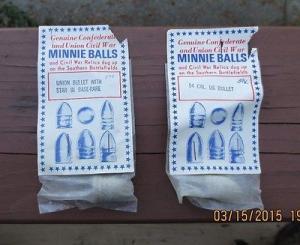 Genuine Confederate
and Union Civil War
MINNIE BALLS
and Civil War Relics dug up
on the Southern Battlefields
UNION BULLET WITH
STAR IN BASE-RARE
Genuine Confederate
and Union Civil War
MINNIE BALLS
and Civil War Relics dug up
on the Southern Battlefields
54 CAL US BULLET
03/15/2015